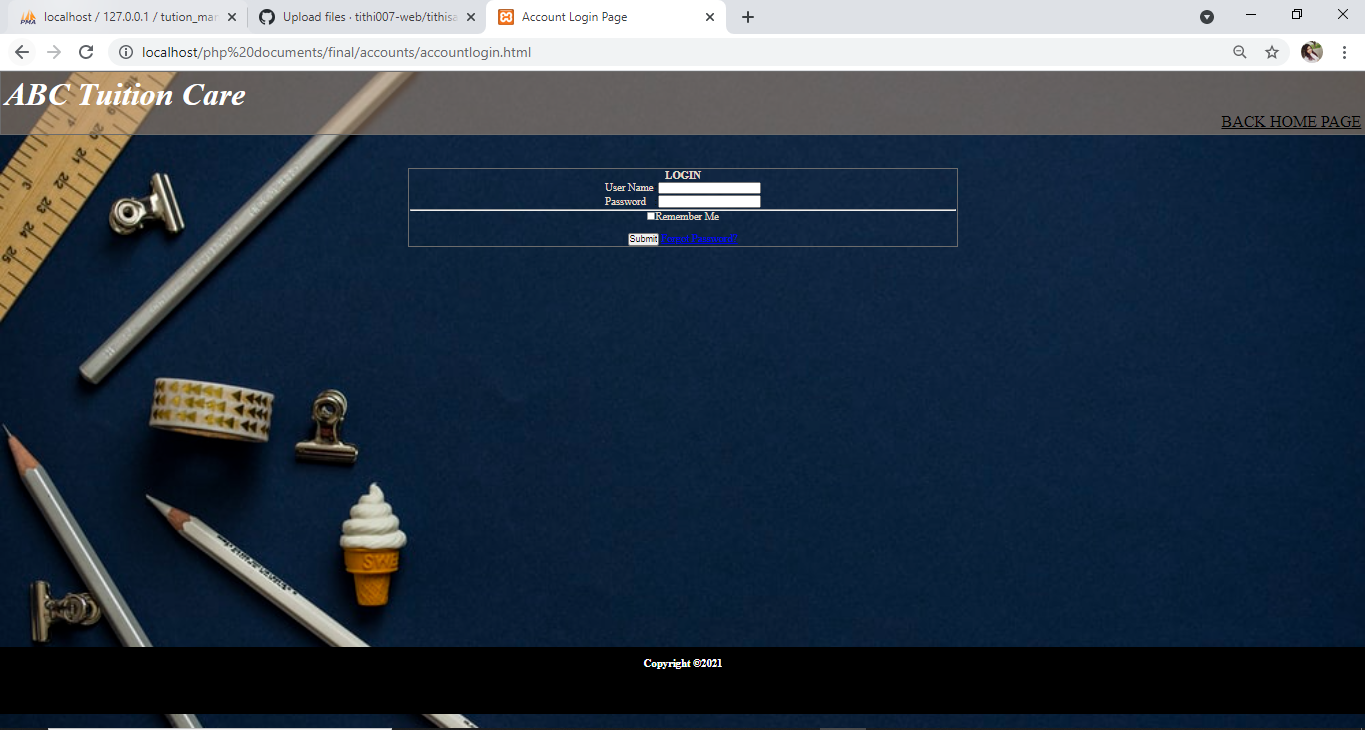 localhost / 127.0.0.1 / tution_mar
Upload files · tithi007-web/tithisa
Account Login Page
localhost/php%20documents/final/accounts/accountlogin.html
ABC Tuition Care
BACK HOME PAGE
LOGIN
User Name
Password
Remember Me
Submit Forgot Password?
SWE
Copyright ©2021